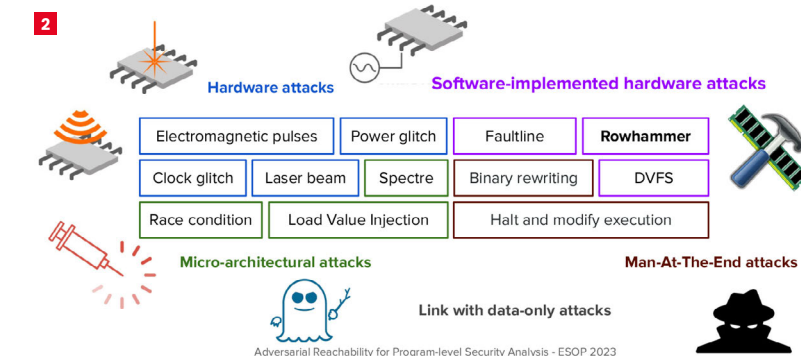 2
Hardware attacks
Software-implemented hardware attacks
Electromagnetic pulses Power glitch Faultline Rowhammer
Clock glitch Laser beam Spectre Binary rewriting DVFS
Race condition Load Value Injection Halt and modify execution
Micro-architectural attacks Man-At-The-End attacks
Link with data-only attacks
Adversarial Reachability for Program-level Security Analysis - ESOP 2023